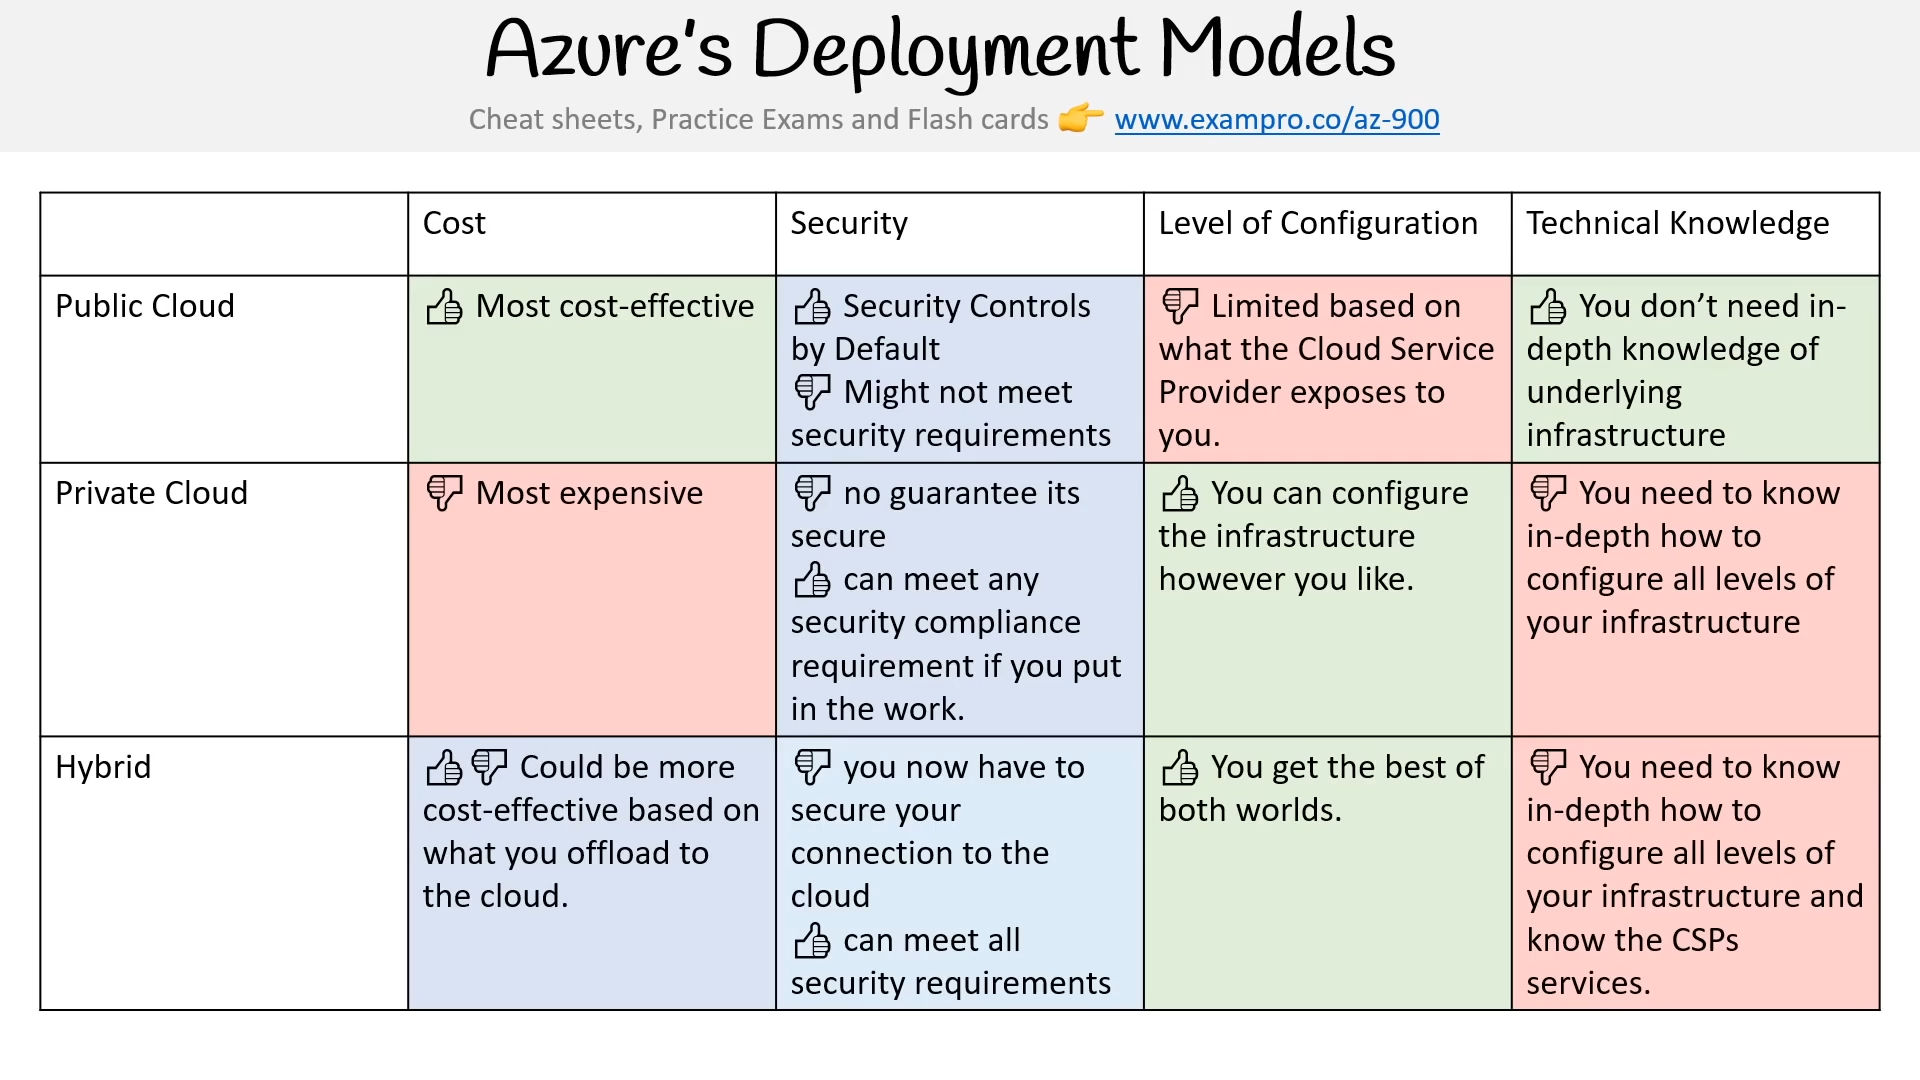 Azure's Deployment Models
Cheat sheets, Practice Exams and Flash cards 👉 www.exampro.co/az-900
Cost
Security
Level of Configuration
Technical Knowledge
Public Cloud
👍 Most cost-effective
👍 Security Controls
by Default
👎 Might not meet
security requirements
👎 Limited based on
what the Cloud Service
Provider exposes to
you.
👍 You don’t need in-
depth knowledge of
underlying
infrastructure
Private Cloud
👎 Most expensive
👎 no guarantee its
secure
👍 can meet any
security compliance
requirement if you put
in the work.
👍 You can configure
the infrastructure
however you like.
👎 You need to know
in-depth how to
configure all levels of
your infrastructure
Hybrid
👍👎 Could be more
cost-effective based on
what you offload to
the cloud.
👎 you now have to
secure your
connection to the
cloud
👍 can meet all
security requirements
👍 You get the best of
both worlds.
👎 You need to know
in-depth how to
configure all levels of
your infrastructure and
know the CSPs
services.